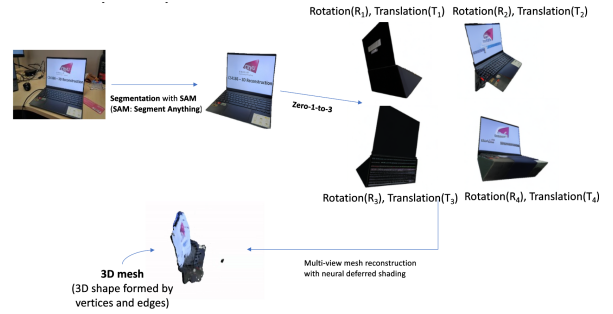 Rotation(R₁), Translation(T₁) Rotation(R₂), Translation(T₂)
Segmentation with SAM
(SAM: Segment Anything)
Zero-1-to-3
Rotation(R₃), Translation(T₃) Rotation(R₄), Translation(T₄)
3D mesh
(3D shape formed by
vertices and edges)
Multi-view mesh reconstruction
with neural deferred shading